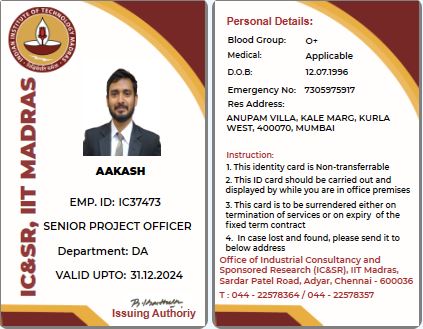 INDIAN INSTITUTE OF TECHNOLOGY MADRAS
IC&SR, IIT MADRAS
AAKASH
EMP. ID: IC37473
SENIOR PROJECT OFFICER
Department: DA
VALID UPTO: 31.12.2024
Issuing Authoriy
Personal Details:
Blood Group: O+
Medical: Applicable
D.O.B: 12.07.1996
Emergency No: 7305975917
Res Address:
ANUPAM VILLA, KALE MARG, KURLA
WEST, 400070, MUMBAI
Instruction:
1. This identity card is Non-transferrable
2. This ID card should be carried out and
displayed by while you are in office premises
3. This card is to be surrendered either on
termination of services or on expiry of the
fixed term contract
4. In case lost and found, please send it to
below address
Office of Industrial Consultancy and
Sponsored Research (IC&SR), IIT Madras,
Sardar Patel Road, Adyar, Chennai - 600036
T : 044 - 22578364 / 044 - 22578357